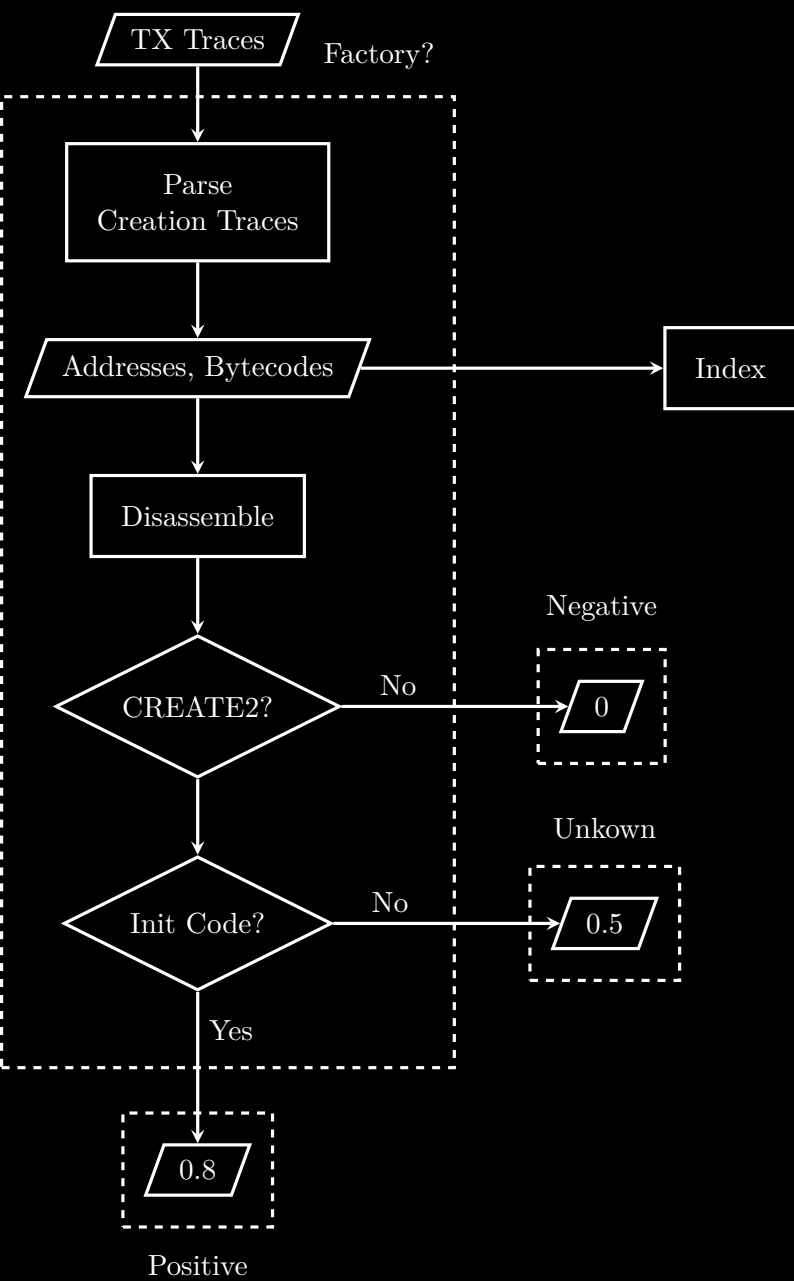 TX Traces
Factory?
Parse
Creation Traces
Addresses, Bytecodes
Index
Disassemble
Negative
CREATE2?
No
0
Unkown
Init Code?
No
0.5
Yes
0.8
Positive